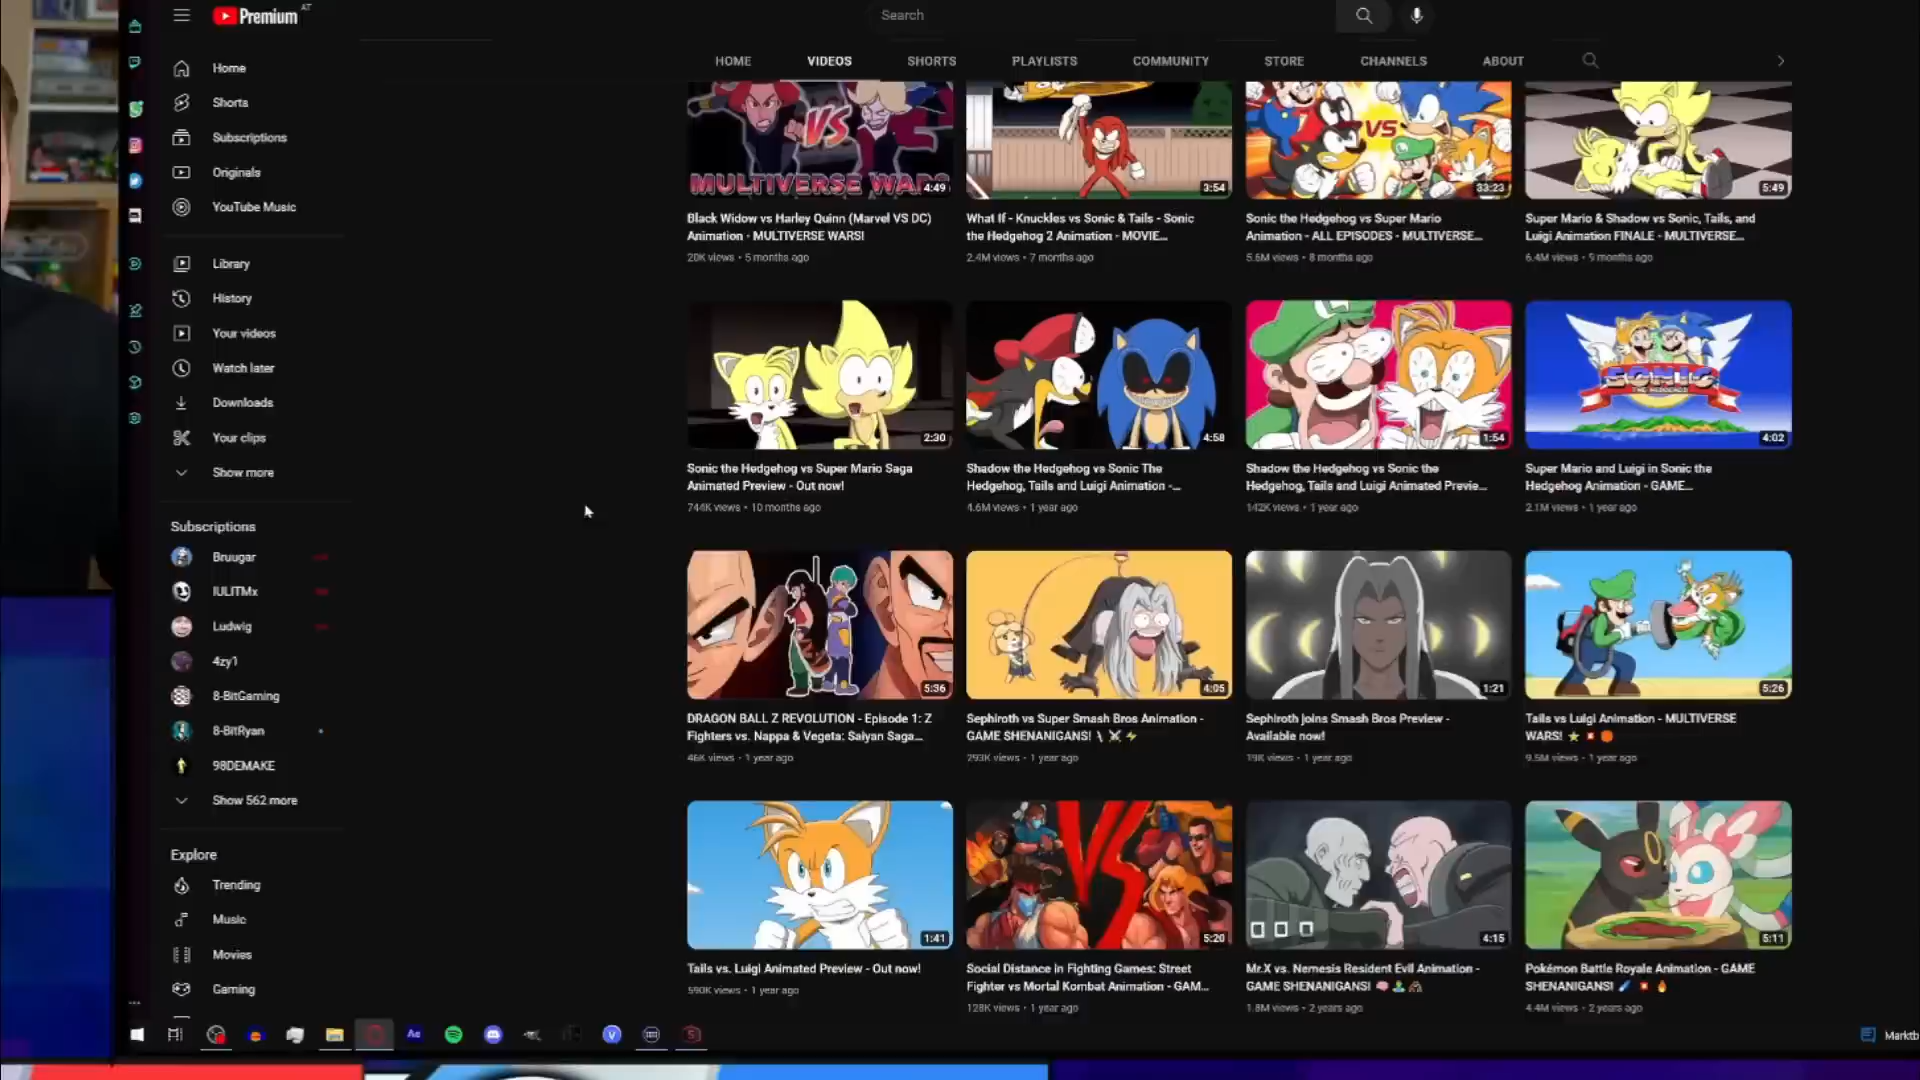 Premium AT
Search
Home
Shorts
Subscriptions
Originals
YouTube Music
Library
History
Your videos
Watch later
Downloads
Your clips
Show more
Subscriptions
Bruugar
IULITMx
Ludwig
4zy1
8-BitGaming
8-BitRyan
98DEMAKE
Show 562 more
Explore
Trending
Music
Movies
Gaming
HOME VIDEOS SHORTS PLAYLISTS COMMUNITY STORE CHANNELS ABOUT
VS
MULTIVERSE WARS
4:49
3:54
VS
33:23
5:49
Black Widow vs Harley Quinn (Marvel VS DC)
Animation - MULTIVERSE WARS!
20K views • 5 months ago
What If - Knuckles vs Sonic & Tails - Sonic
the Hedgehog 2 Animation - MOVIE...
2.4M views • 7 months ago
Sonic the Hedgehog vs Super Mario
Animation - ALL EPISODES - MULTIVERSE...
5.6M views • 8 months ago
Super Mario & Shadow vs Sonic, Tails, and
Luigi Animation FINALE - MULTIVERSE...
6.4M views • 9 months ago
2:30
4:58
1:54
SONIC
THE HEDGEHOG
4:02
Sonic the Hedgehog vs Super Mario Saga
Animated Preview - Out now!
744K views • 10 months ago
Shadow the Hedgehog vs Sonic The
Hedgehog, Tails and Luigi Animation -...
4.6M views • 1 year ago
Shadow the Hedgehog vs Sonic the
Hedgehog, Tails and Luigi Animated Previe...
142K views • 1 year ago
Super Mario and Luigi in Sonic the
Hedgehog Animation - GAME...
2.1M views • 1 year ago
5:36
4:05
1:21
5:26
DRAGON BALL Z REVOLUTION - Episode 1: Z
Fighters vs. Nappa & Vegeta: Saiyan Saga...
46K views • 1 year ago
Sephiroth vs Super Smash Bros Animation -
GAME SHENANIGANS!
293K views • 1 year ago
Sephiroth joins Smash Bros Preview -
Available now!
19K views • 1 year ago
Tails vs Luigi Animation - MULTIVERSE
WARS!
9.5M views • 1 year ago
1:41
VS
5:20
4:15
5:11
Tails vs. Luigi Animated Preview - Out now!
590K views • 1 year ago
Social Distance in Fighting Games: Street
Fighter vs Mortal Kombat Animation - GAM...
128K views • 1 year ago
Mr.X vs. Nemesis Resident Evil Animation -
GAME SHENANIGANS!
1.8M views • 2 years ago
Pokémon Battle Royale Animation - GAME
SHENANIGANS!
4.4M views • 2 years ago
Ae
Marktb